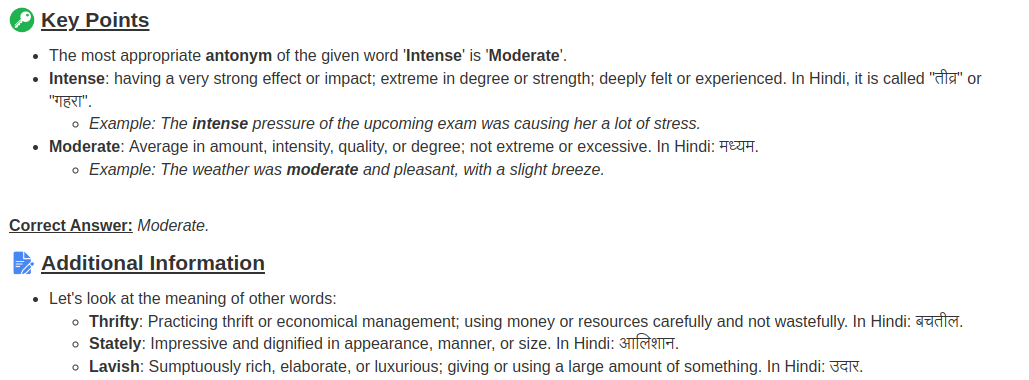 Key Points
The most appropriate antonym of the given word 'Intense' is 'Moderate'.
Intense: having a very strong effect or impact; extreme in degree or strength; deeply felt or experienced. In Hindi, it is called "तीव्र" or
"गहरा".
Example: The intense pressure of the upcoming exam was causing her a lot of stress.
Moderate: Average in amount, intensity, quality, or degree; not extreme or excessive. In Hindi: मध्यम.
Example: The weather was moderate and pleasant, with a slight breeze.
Correct Answer: Moderate.
Additional Information
Let's look at the meaning of other words:
Thrifty: Practicing thrift or economical management; using money or resources carefully and not wastefully. In Hindi: बचतील.
Stately: Impressive and dignified in appearance, manner, or size. In Hindi: आलिशान.
Lavish: Sumptuously rich, elaborate, or luxurious; giving or using a large amount of something. In Hindi: उदार.